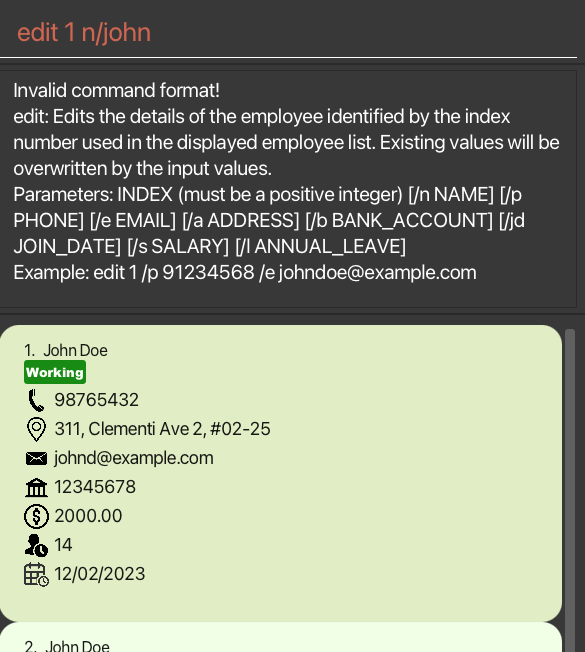 edit 1 n/john
Invalid command format!
edit: Edits the details of the employee identified by the index
number used in the displayed employee list. Existing values will be
overwritten by the input values.
Parameters: INDEX (must be a positive integer) [/n NAME] [/p
PHONE] [/e EMAIL] [/a ADDRESS] [/b BANK_ACCOUNT] [/jd
JOIN_DATE] [/s SALARY] [/l ANNUAL_LEAVE]
Example: edit 1 /p 91234568 /e johndoe@example.com
1. John Doe
Working
98765432
311, Clementi Ave 2, #02-25
johnd@example.com
12345678
2000.00
14
12/02/2023
2. John Doe